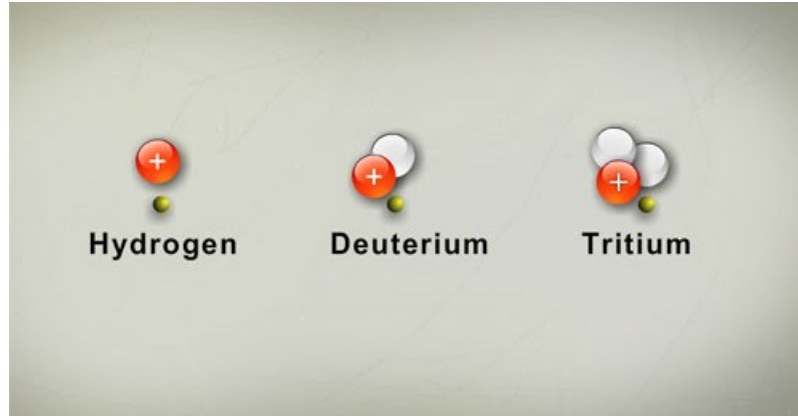 + + +
Hydrogen Deuterium Tritium